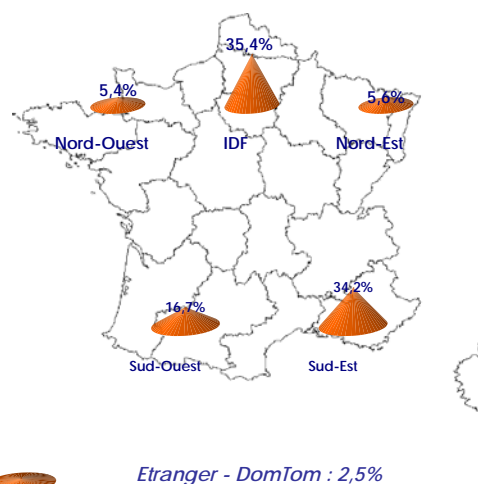 35,4%
5,4%
5,6%
Nord-Ouest
IDF
Nord-Est
34,2%
16,7%
Sud-Ouest
Sud-Est
Etranger - DomTom : 2,5%